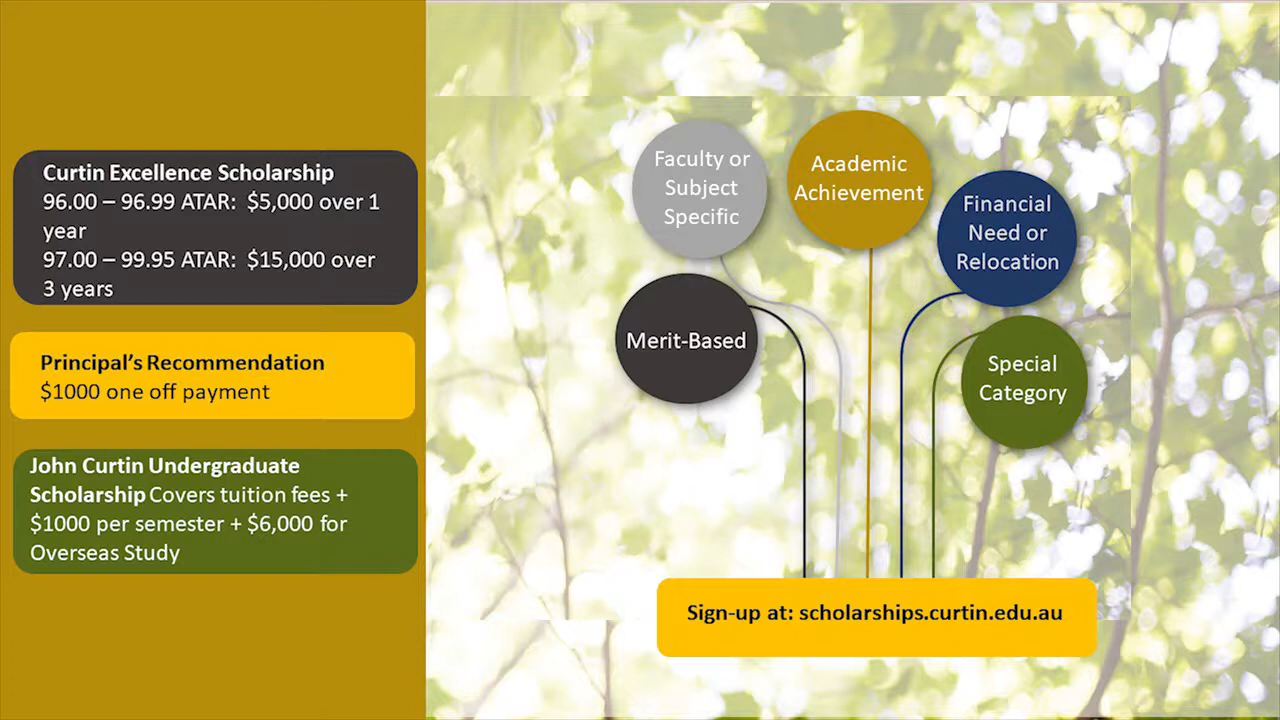 Curtin Excellence Scholarship
96.00 – 96.99 ATAR:  $5,000 over 1
year
97.00 – 99.95 ATAR:  $15,000 over
3 years
Principal’s Recommendation
$1000 one off payment
John Curtin Undergraduate
Scholarship Covers tuition fees +
$1000 per semester + $6,000 for
Overseas Study
Faculty or
Subject
Specific
Academic
Achievement
Financial
Need or
Relocation
Merit-Based
Special
Category
Sign-up at: scholarships.curtin.edu.au